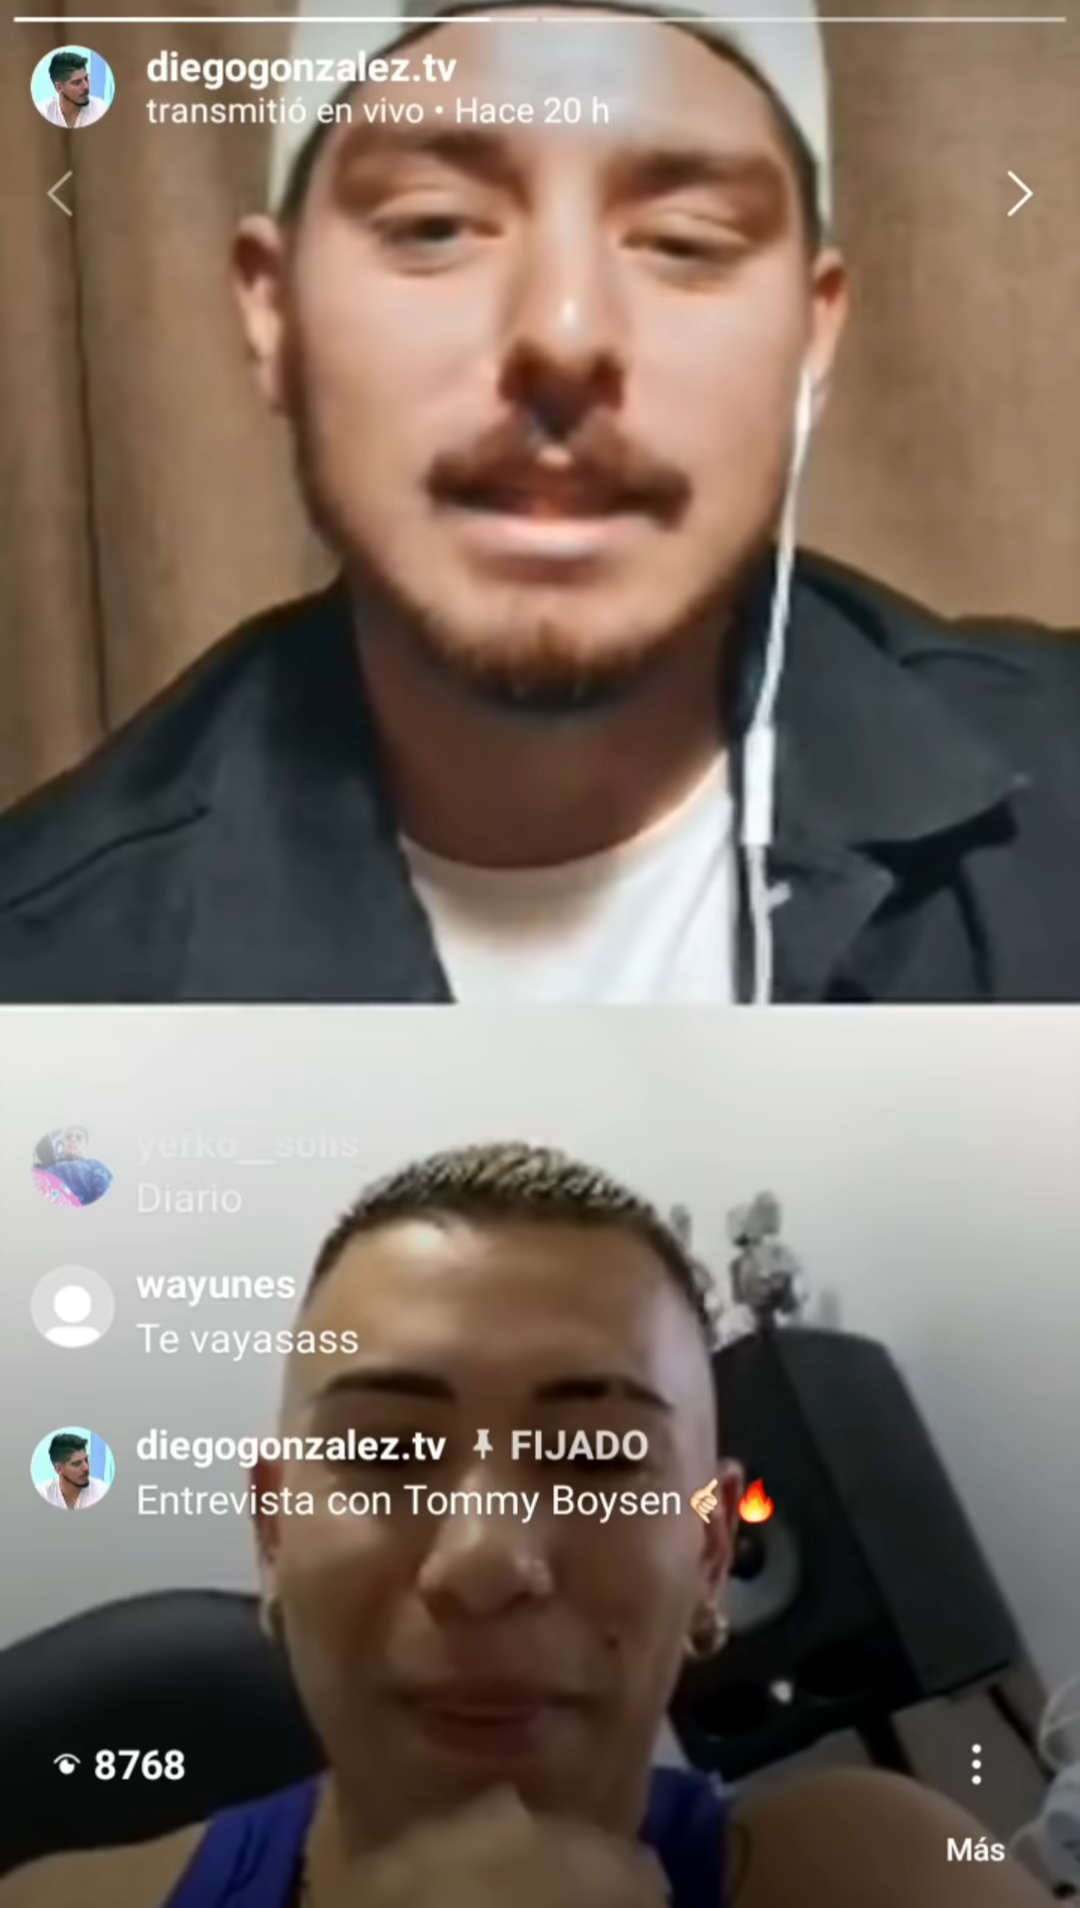 diegogonzalez.tv
transmitió en vivo • Hace 20 h
yerko__solis
Diario
wayunes
Te vayasass
diegogonzalez.tv FIJADO
Entrevista con Tommy Boysen🤙🏻🔥
8768
Más